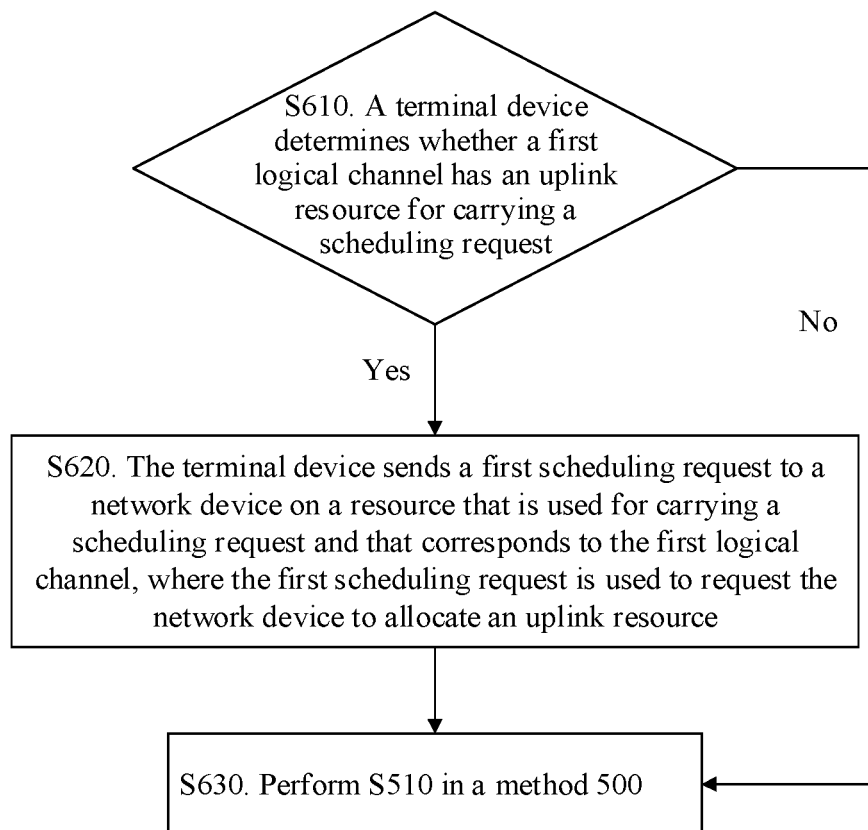 S610. A terminal device
determines whether a first
logical channel has an uplink
resource for carrying a
scheduling request
No
Yes
S620. The terminal device sends a first scheduling request to a
network device on a resource that is used for carrying a
scheduling request and that corresponds to the first logical
channel, where the first scheduling request is used to request the
network device to allocate an uplink resource
S630. Perform S510 in a method 500